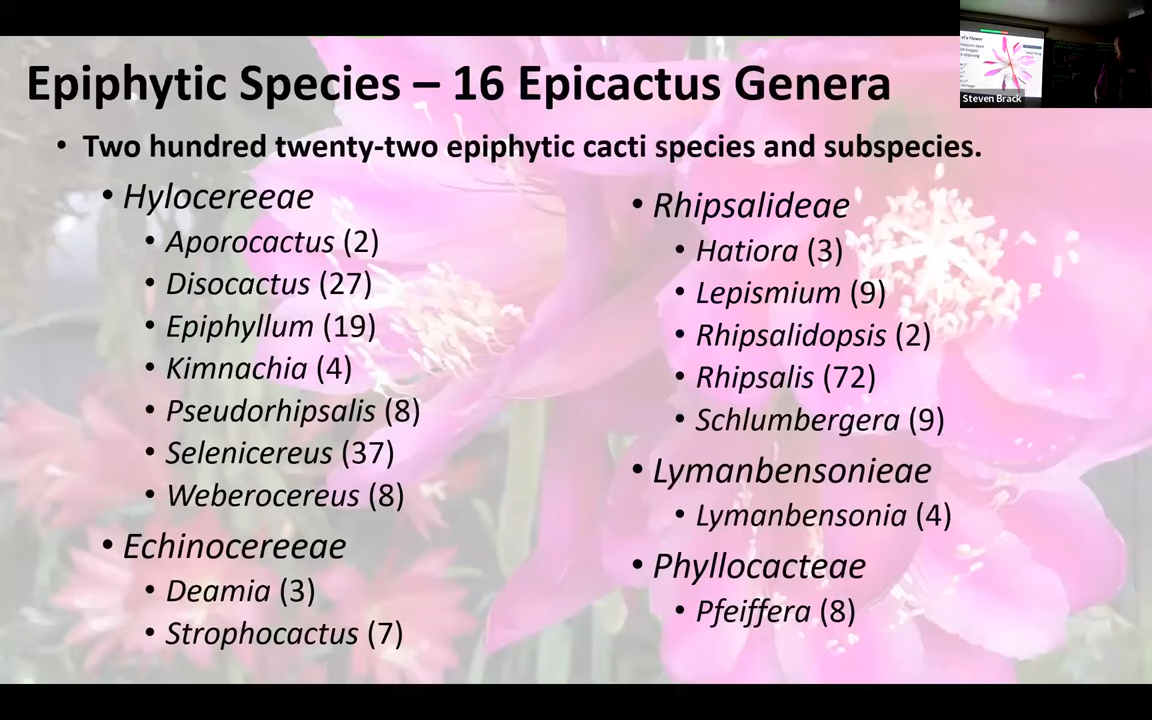 Epiphytic Species – 16 Epicactus Genera
• Two hundred twenty-two epiphytic cacti species and subspecies.
• Hylocereeae
• Aporocactus (2)
• Disocactus (27)
• Epiphyllum (19)
• Kimnachia (4)
• Pseudorhipsalis (8)
• Selenicereus (37)
• Weberocereus (8)
• Echinocereeae
• Deamia (3)
• Strophocactus (7)
• Rhipsalideae
• Hatiora (3)
• Lepismium (9)
• Rhipsalidopsis (2)
• Rhipsalis (72)
• Schlumbergera (9)
• Lymanbensonieae
• Lymanbensonia (4)
• Phyllocacteae
• Pfeiffera (8)
of a Flower
Steven Brack